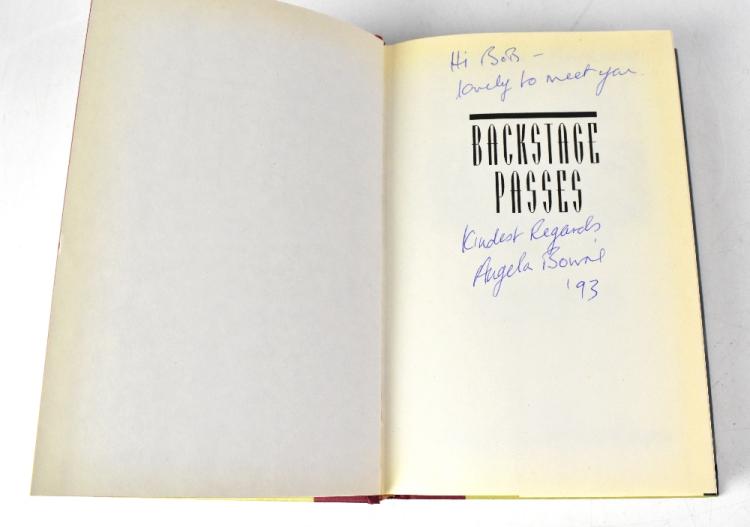 Hi Bob -
lovely to meet you.
BACKSTAGE
PASSES
Kindest Regards
Angela Bowie
'93